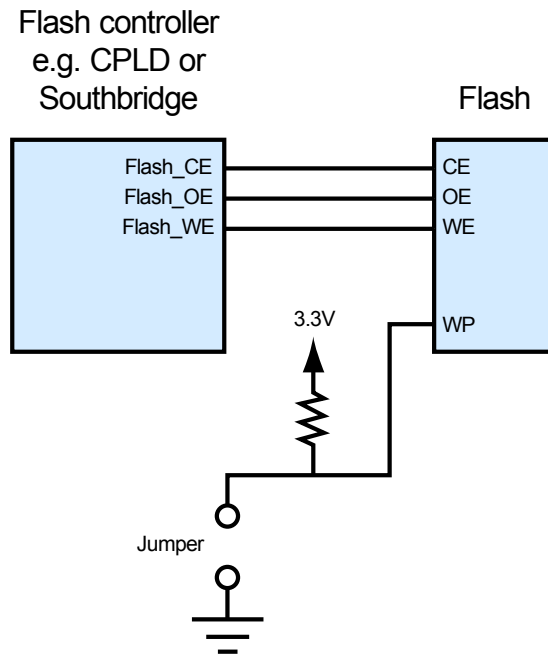 Flash controller
e.g. CPLD or
Southbridge
Flash
Flash_CE
Flash_OE
Flash_WE
CE
OE
WE
WP
3.3V
Jumper